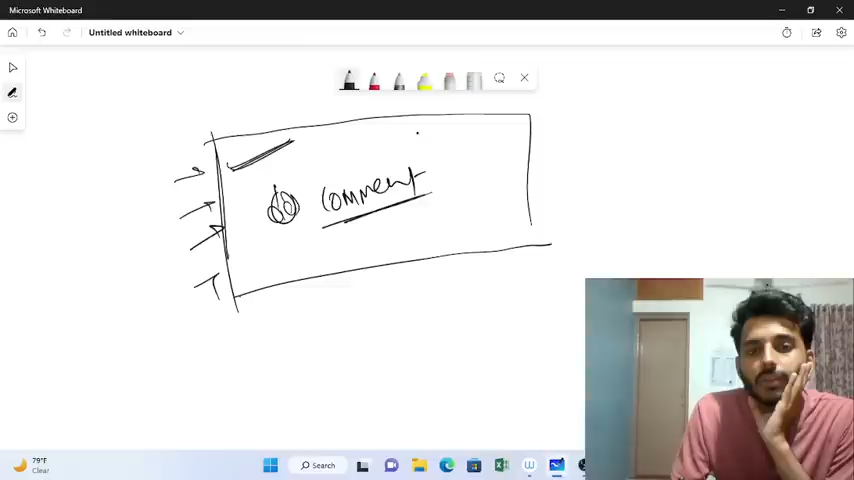 Microsoft Whiteboard
Untitled whiteboard
comment
79°F
Clear
Search